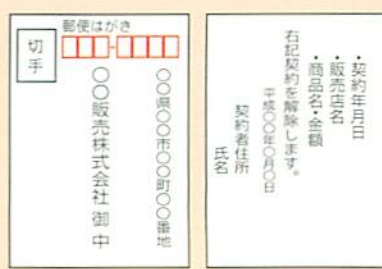 郵便はがき
切手
〇〇県〇〇市〇〇町〇〇番地
〇〇販売株式会社 御中
・契約年月日
・販売店名
・商品名・金額
右記契約を解除します。
平成〇〇年〇月〇日
契約者住所
氏名